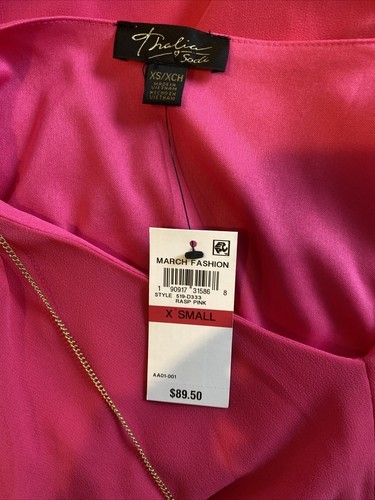 Thalia
Sodi
XS/XCH
MADE IN
VIETNAM
HECHO EN
VIETNAM
MARCH FASHION
1 90917 31586 8
STYLE 519-D333
RASP PINK
X SMALL
AA01-001
$89.50